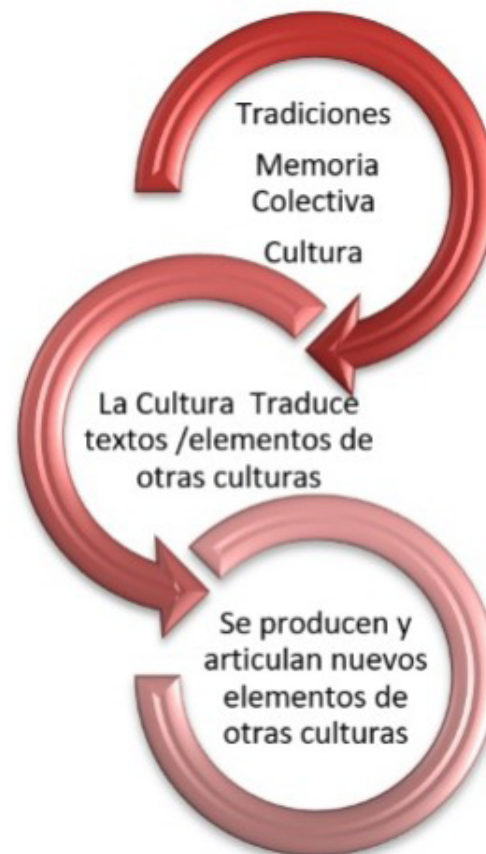 Tradiciones
Memoria
Colectiva
Cultura
La Cultura Traduce
textos /elementos de
otras culturas
Se producen y
articulan nuevos
elementos de
otras culturas